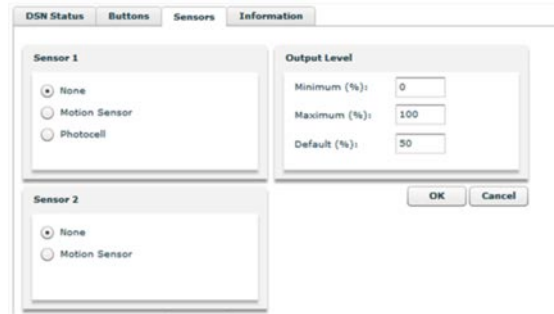 DSN Status Buttons Sensors Information
Sensor 1
None
Motion Sensor
Photocell
Output Level
Minimum (%): 0
Maximum (%): 100
Default (%): 50
OK Cancel
Sensor 2
None
Motion Sensor